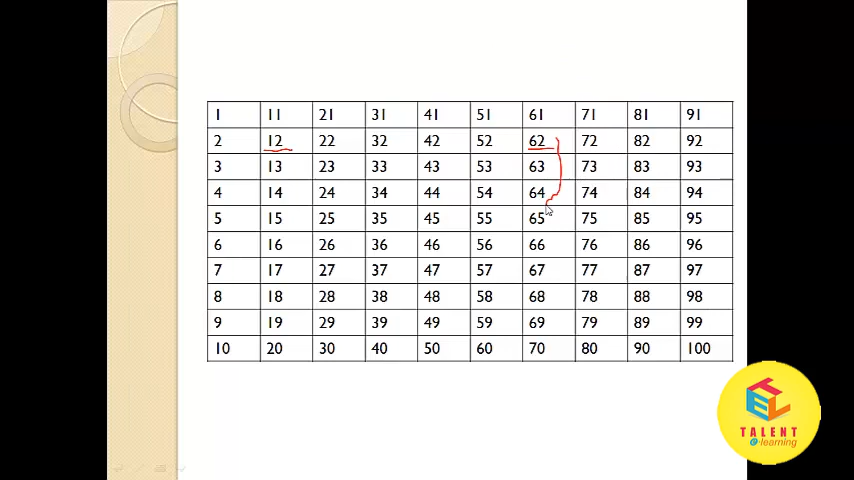 1 11 21 31 41 51 61 71 81 91
2 12 22 32 42 52 62 72 82 92
3 13 23 33 43 53 63 73 83 93
4 14 24 34 44 54 64 74 84 94
5 15 25 35 45 55 65 75 85 95
6 16 26 36 46 56 66 76 86 96
7 17 27 37 47 57 67 77 87 97
8 18 28 38 48 58 68 78 88 98
9 19 29 39 49 59 69 79 89 99
10 20 30 40 50 60 70 80 90 100
TEL
TALENT
e-learning